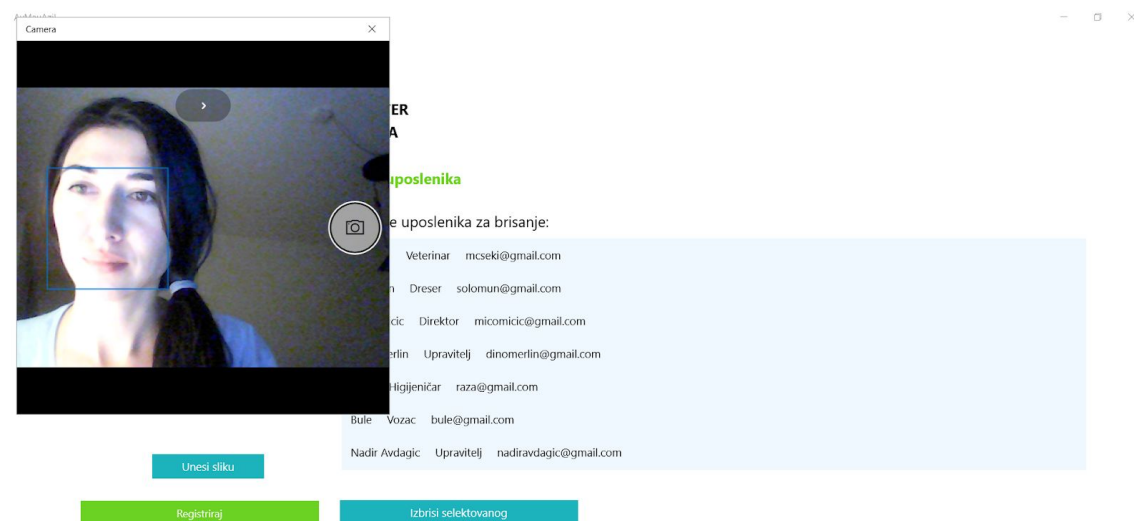 Camera
ER
A
uposlenika
e uposlenika za brisanje:
Veterinar mcseki@gmail.com
n Dreser solomun@gmail.com
cic Direktor micomicic@gmail.com
erlin Upravitelj dinomerlin@gmail.com
Higijeničar raza@gmail.com
Bule Vozac bule@gmail.com
Nadir Avdagic Upravitelj nadiravdagic@gmail.com
Unesi sliku
Registriraj Izbrisi selektovanog